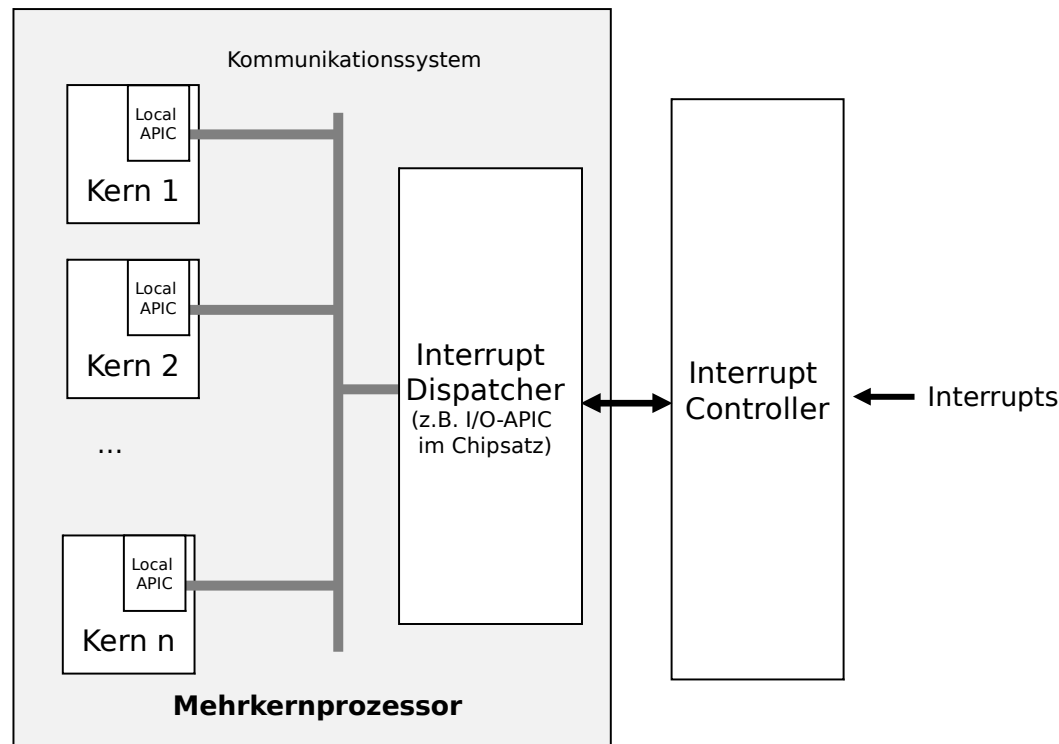 Kommunikationssystem
Local
APIC
Kern 1
Local
APIC
Kern 2
...
Local
APIC
Kern n
Interrupt
Dispatcher
(z.B. I/O-APIC
im Chipsatz)
Interrupt
Controller
Interrupts
Mehrkernprozessor